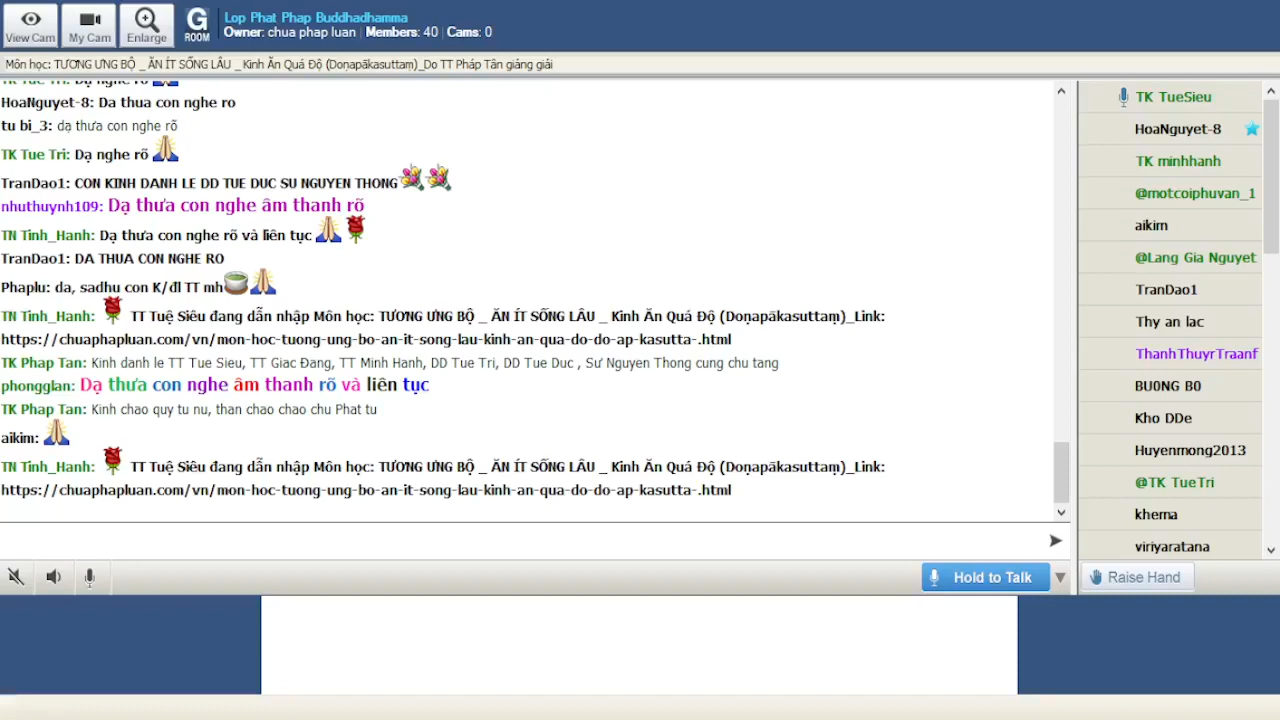 View Cam
My Cam
Enlarge
G
ROOM
Lop Phat Phap Buddhadhamma
Owner: chua phap luan | Members: 40 | Cams: 0
Môn học: TƯƠNG ƯNG BỘ _ ĂN ÍT SỐNG LÂU _ Kinh Ăn Quá Độ (Doṇapākasuttaṃ)_Do TT Pháp Tân giảng giải
TK Tue Tri: Dạ nghe rõ
HoaNguyet-8: Da thua con nghe ro
tu bi_3: dạ thưa con nghe rõ
TK Tue Tri: Dạ nghe rõ
TranDao1: CON KINH DANH LE DD TUE DUC SU NGUYEN THONG
nhuthuynh109: Dạ thưa con nghe âm thanh rõ
TN Tinh_Hanh: Dạ thưa con nghe rõ và liên tục
TranDao1: DA THUA CON NGHE RO
Phaplu: da, sadhu con K/đl TT mh
TN Tinh_Hanh: TT Tuệ Siêu đang dẫn nhập Môn học: TƯƠNG ƯNG BỘ _ ĂN ÍT SỐNG LÂU _ Kinh Ăn Quá Độ (Doṇapākasuttaṃ)_Link:
https://chuaphapluan.com/vn/mon-hoc-tuong-ung-bo-an-it-song-lau-kinh-an-qua-do-do-ap-kasutta-.html
TK Phap Tan: Kinh danh le TT Tue Sieu, TT Giac Đang, TT Minh Hanh, DD Tue Tri, DD Tue Duc , Sư Nguyen Thong cung chu tang
phongglan: Dạ thưa con nghe âm thanh rõ và liên tục
TK Phap Tan: Kinh chao quy tu nu, than chao chao chu Phat tu
aikim:
TN Tinh_Hanh: TT Tuệ Siêu đang dẫn nhập Môn học: TƯƠNG ƯNG BỘ _ ĂN ÍT SỐNG LÂU _ Kinh Ăn Quá Độ (Doṇapākasuttaṃ)_Link:
https://chuaphapluan.com/vn/mon-hoc-tuong-ung-bo-an-it-song-lau-kinh-an-qua-do-do-ap-kasutta-.html
Hold to Talk
TK TueSieu
HoaNguyet-8
TK minhhanh
@motcoiphuvan_1
aikim
@Lang Gia Nguyet
TranDao1
Thy an lac
ThanhThuyrTraanf
BU0NG B0
Kho DDe
Huyenmong2013
@TK TueTri
khema
viriyaratana
Raise Hand